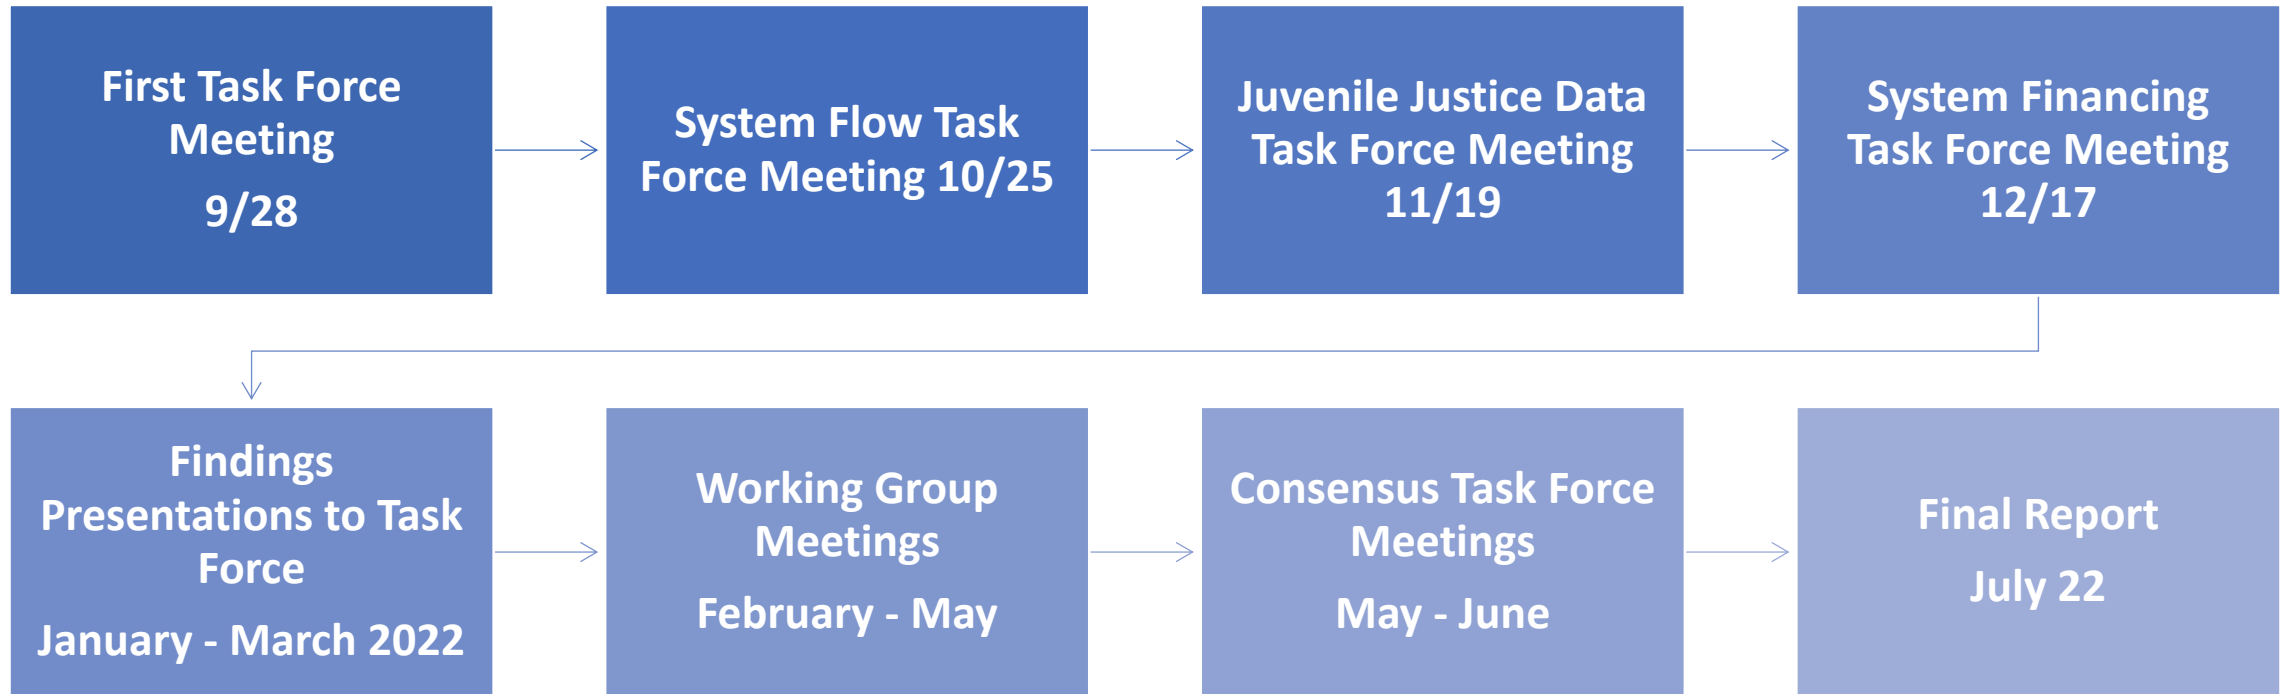 First Task Force
Meeting
9/28
System Flow Task
Force Meeting 10/25
Juvenile Justice Data
Task Force Meeting
11/19
System Financing
Task Force Meeting
12/17
Findings
Presentations to Task
Force
January - March 2022
Working Group
Meetings
February - May
Consensus Task Force
Meetings
May - June
Final Report
July 22